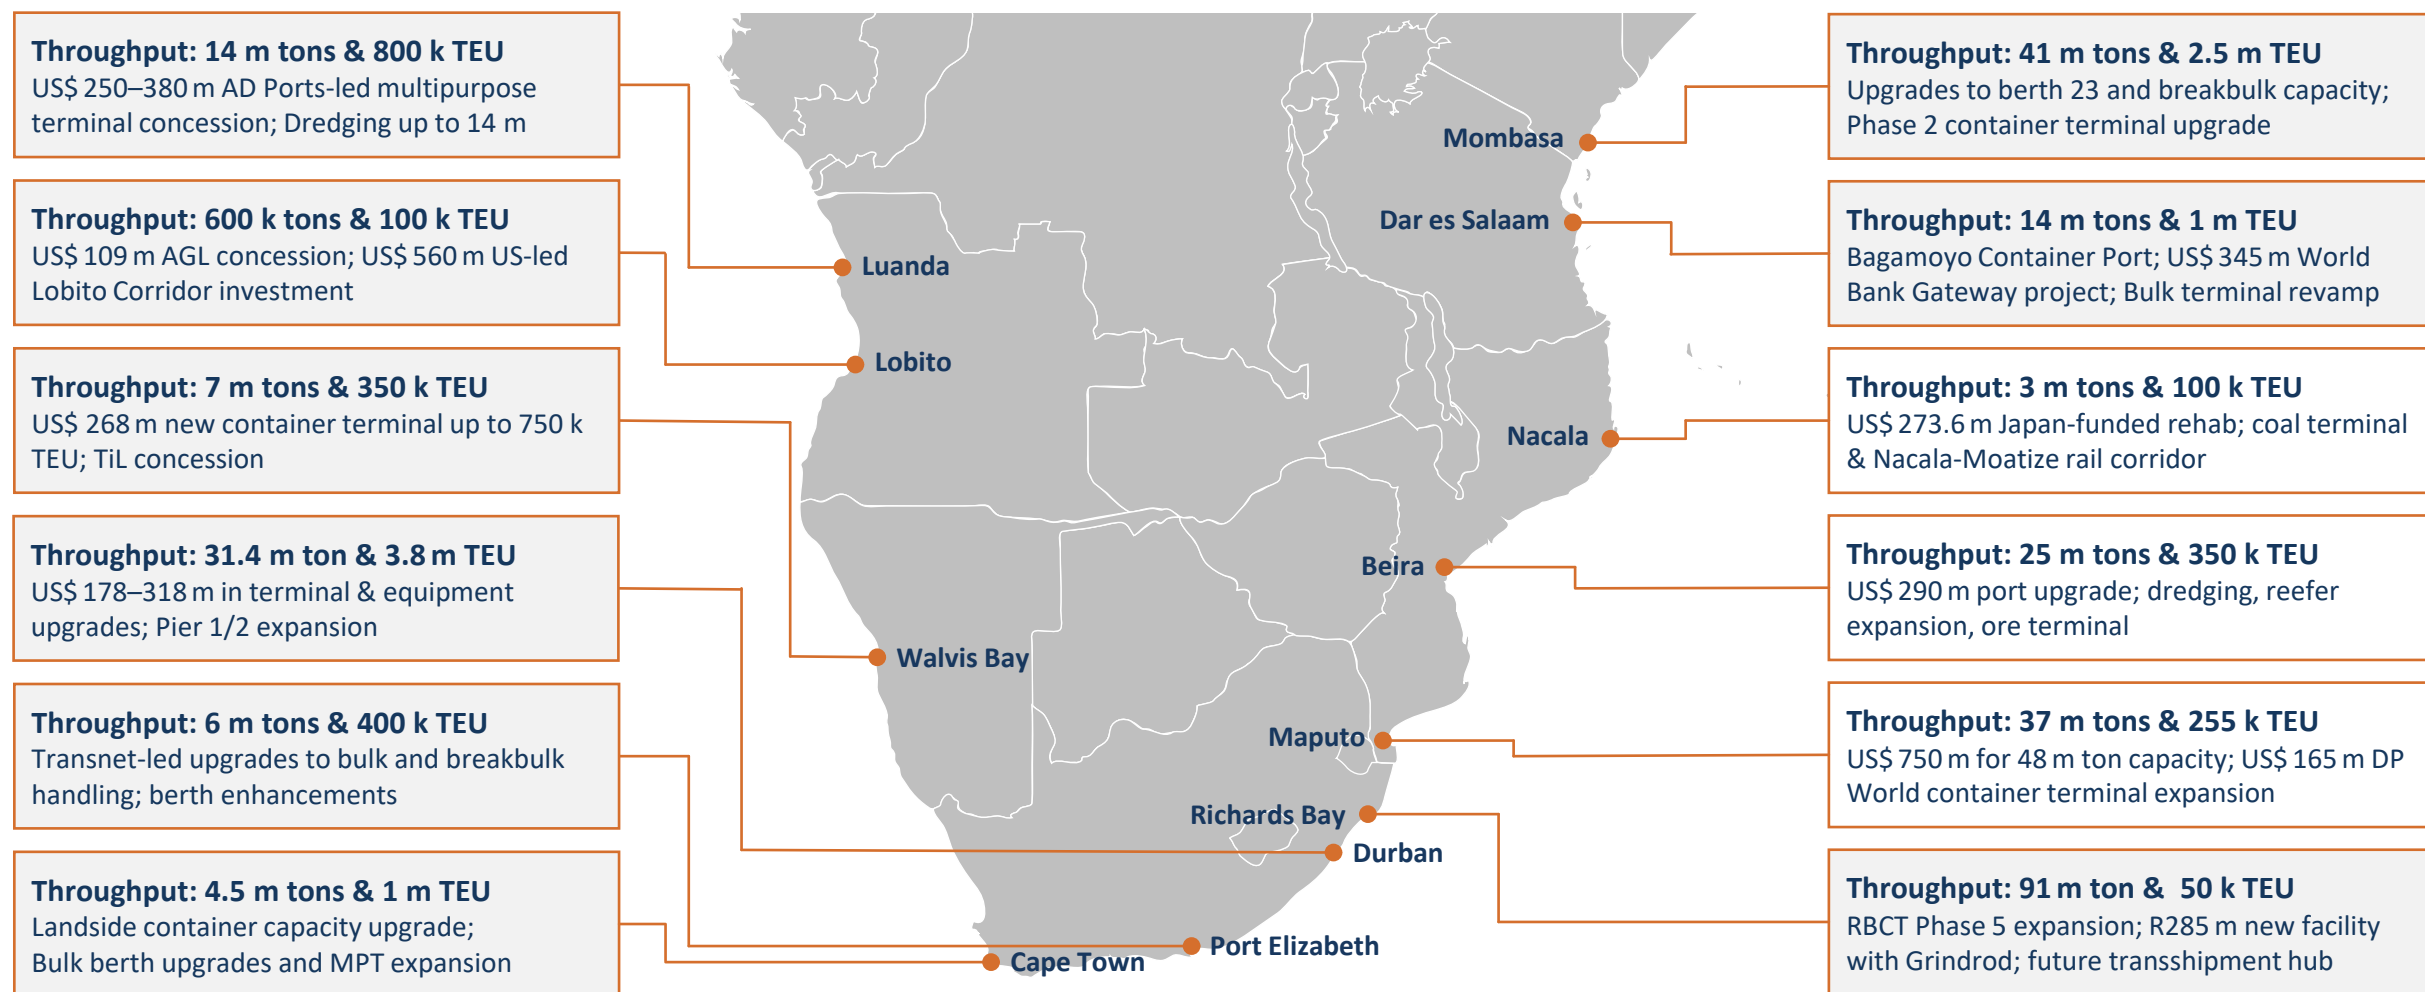 Throughput: 14 m tons & 800 k TEU
US$ 250–380 m AD Ports-led multipurpose
terminal concession; Dredging up to 14 m
Throughput: 600 k tons & 100 k TEU
US$ 109 m AGL concession; US$ 560 m US-led
Lobito Corridor investment
Throughput: 7 m tons & 350 k TEU
US$ 268 m new container terminal up to 750 k
TEU; TiL concession
Throughput: 31.4 m ton & 3.8 m TEU
US$ 178–318 m in terminal & equipment
upgrades; Pier 1/2 expansion
Throughput: 6 m tons & 400 k TEU
Transnet-led upgrades to bulk and breakbulk
handling; berth enhancements
Throughput: 4.5 m tons & 1 m TEU
Landside container capacity upgrade;
Bulk berth upgrades and MPT expansion
Mombasa
Dar es Salaam
Luanda
Lobito
Nacala
Beira
Walvis Bay
Maputo
Richards Bay
Durban
Port Elizabeth
Cape Town
Throughput: 41 m tons & 2.5 m TEU
Upgrades to berth 23 and breakbulk capacity;
Phase 2 container terminal upgrade
Throughput: 14 m tons & 1 m TEU
Bagamoyo Container Port; US$ 345 m World
Bank Gateway project; Bulk terminal revamp
Throughput: 3 m tons & 100 k TEU
US$ 273.6 m Japan-funded rehab; coal terminal
& Nacala-Moatize rail corridor
Throughput: 25 m tons & 350 k TEU
US$ 290 m port upgrade; dredging, reefer
expansion, ore terminal
Throughput: 37 m tons & 255 k TEU
US$ 750 m for 48 m ton capacity; US$ 165 m DP
World container terminal expansion
Throughput: 91 m ton & 50 k TEU
RBCT Phase 5 expansion; R285 m new facility
with Grindrod; future transshipment hub